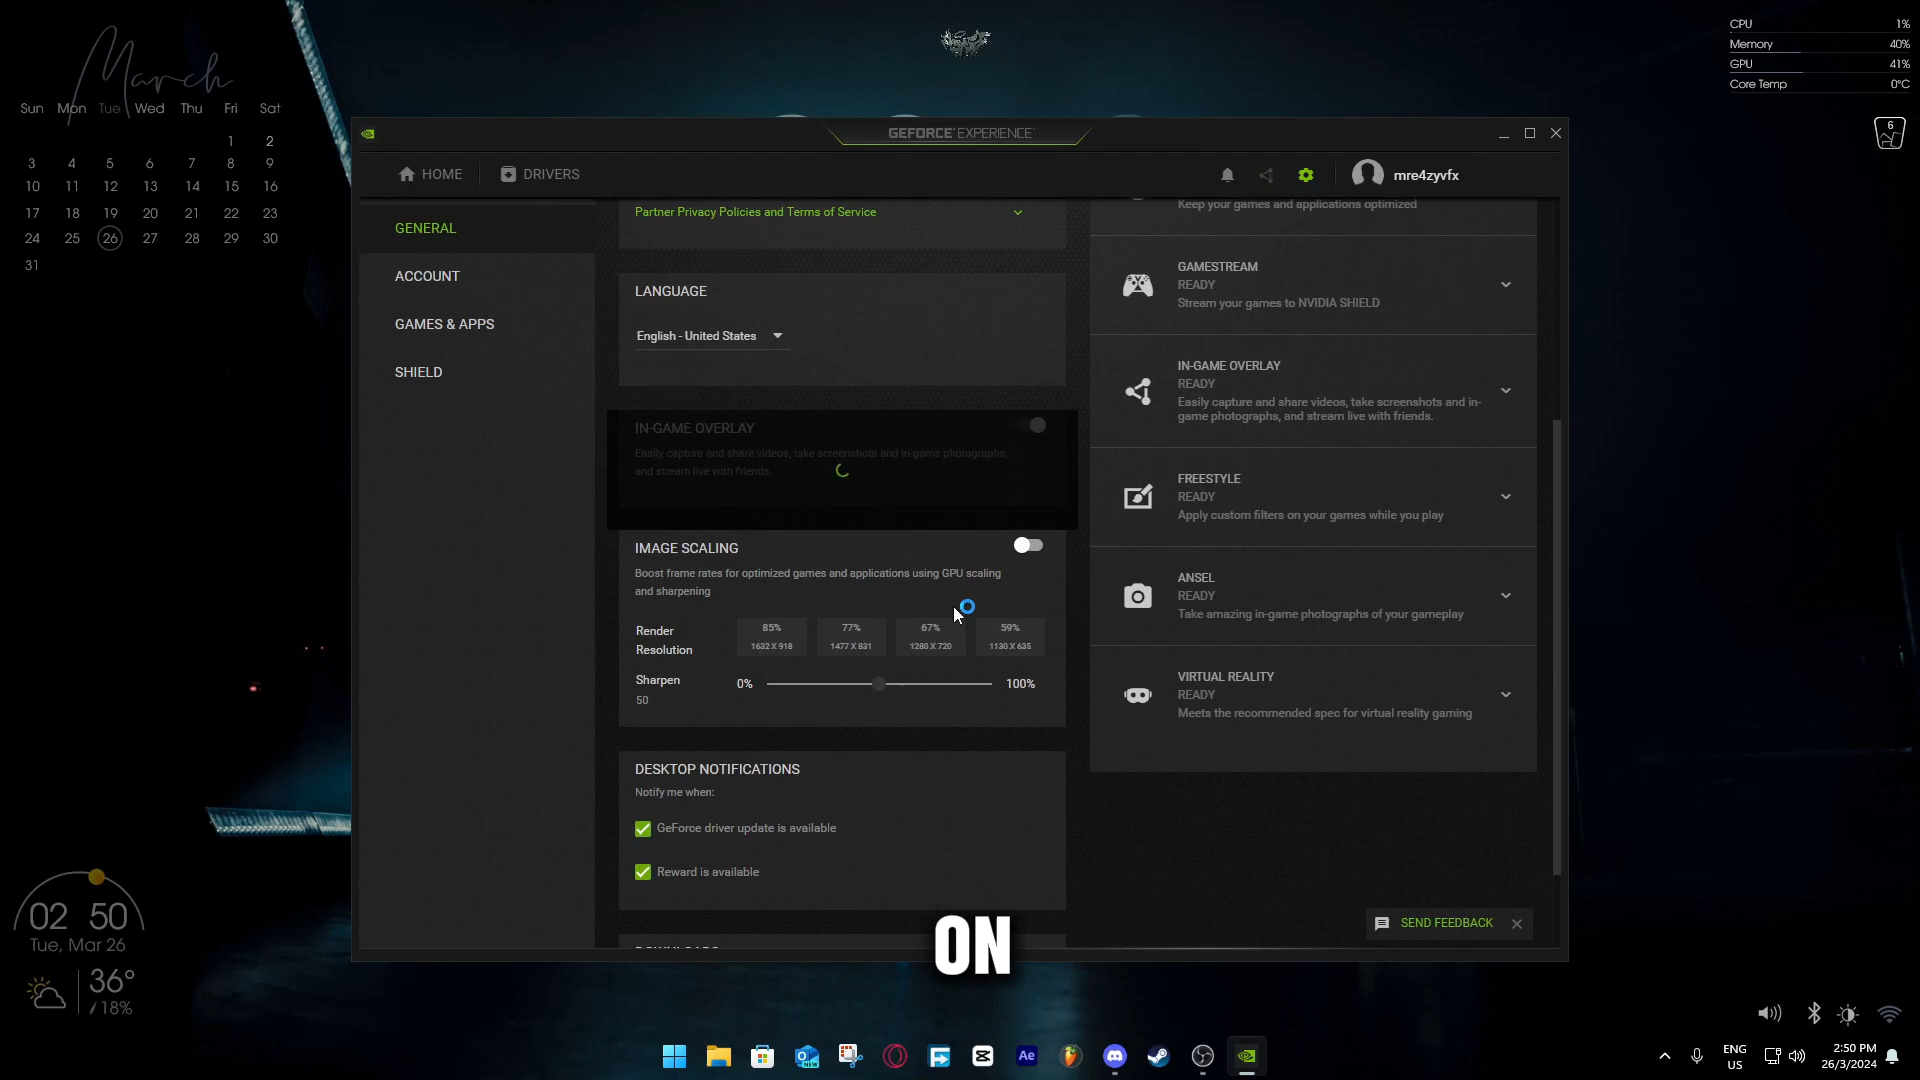 March
Sun Mon Tue Wed Thu Fri Sat
1 2
3 4 5 6 7 8 9
10 11 12 13 14 15 16
17 18 19 20 21 22 23
24 25 26 27 28 29 30
31
02 50
Tue, Mar 26
36°
18%
CPU 1%
Memory 40%
GPU 41%
Core Temp 0°C
6
GEFORCE EXPERIENCE
HOME
DRIVERS
mre4zyvfx
GENERAL
ACCOUNT
GAMES & APPS
SHIELD
Partner Privacy Policies and Terms of Service
LANGUAGE
English - United States
IN-GAME OVERLAY
Easily capture and share videos, take screenshots and in-game photographs,
and stream live with friends.
IMAGE SCALING
Boost frame rates for optimized games and applications using GPU scaling
and sharpening
Render
Resolution
85% 77% 67% 59%
1632 X 918 1477 X 831 1280 X 720 1130 X 635
Sharpen
50
0% 100%
DESKTOP NOTIFICATIONS
Notify me when:
GeForce driver update is available
Reward is available
Keep your games and applications optimized
GAMESTREAM
READY
Stream your games to NVIDIA SHIELD
IN-GAME OVERLAY
READY
Easily capture and share videos, take screenshots and in-
game photographs, and stream live with friends.
FREESTYLE
READY
Apply custom filters on your games while you play
ANSEL
READY
Take amazing in-game photographs of your gameplay
VIRTUAL REALITY
READY
Meets the recommended spec for virtual reality gaming
SEND FEEDBACK
ON
NEW
Ae
ENG
US
2:50 PM
26/3/2024